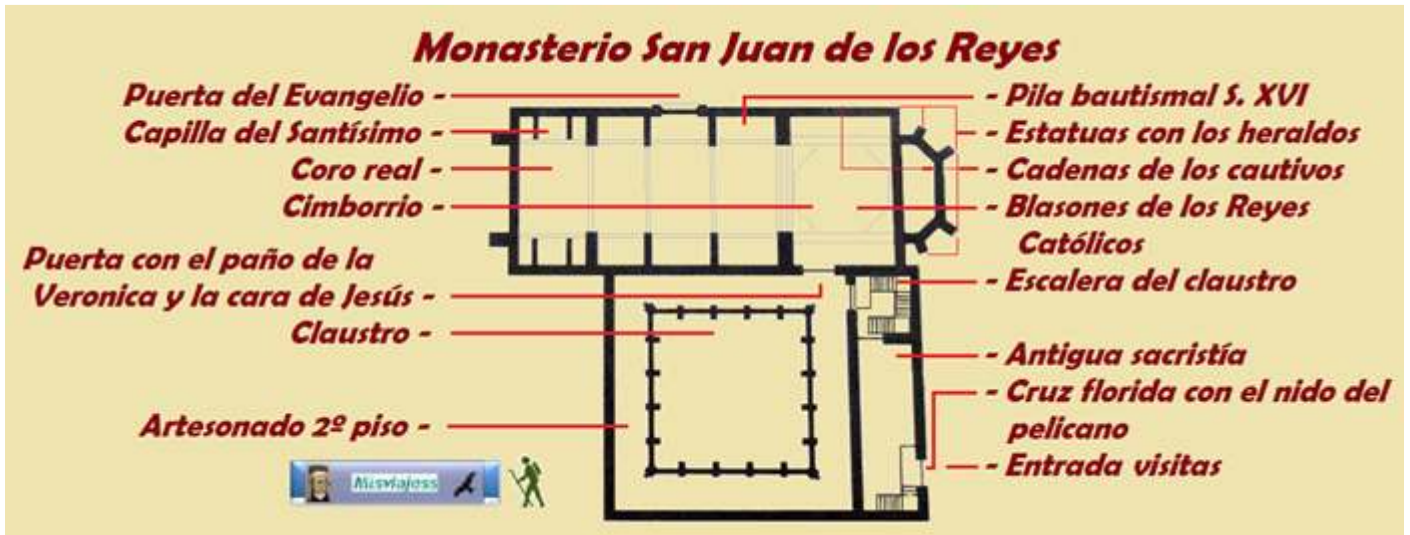 Monasterio San Juan de los Reyes
Puerta del Evangelio -
Capilla del Santísimo -
Coro real -
Cimborrio -
Puerta con el paño de la
Veronica y la cara de Jesús -
Claustro -
Artesonado 2º piso -
- Pila bautismal S. XVI
- Estatuas con los heraldos
- Cadenas de los cautivos
- Blasones de los Reyes
Católicos
- Escalera del claustro
- Antigua sacristía
- Cruz florida con el nido del
pelicano
- Entrada visitas
Misviajess